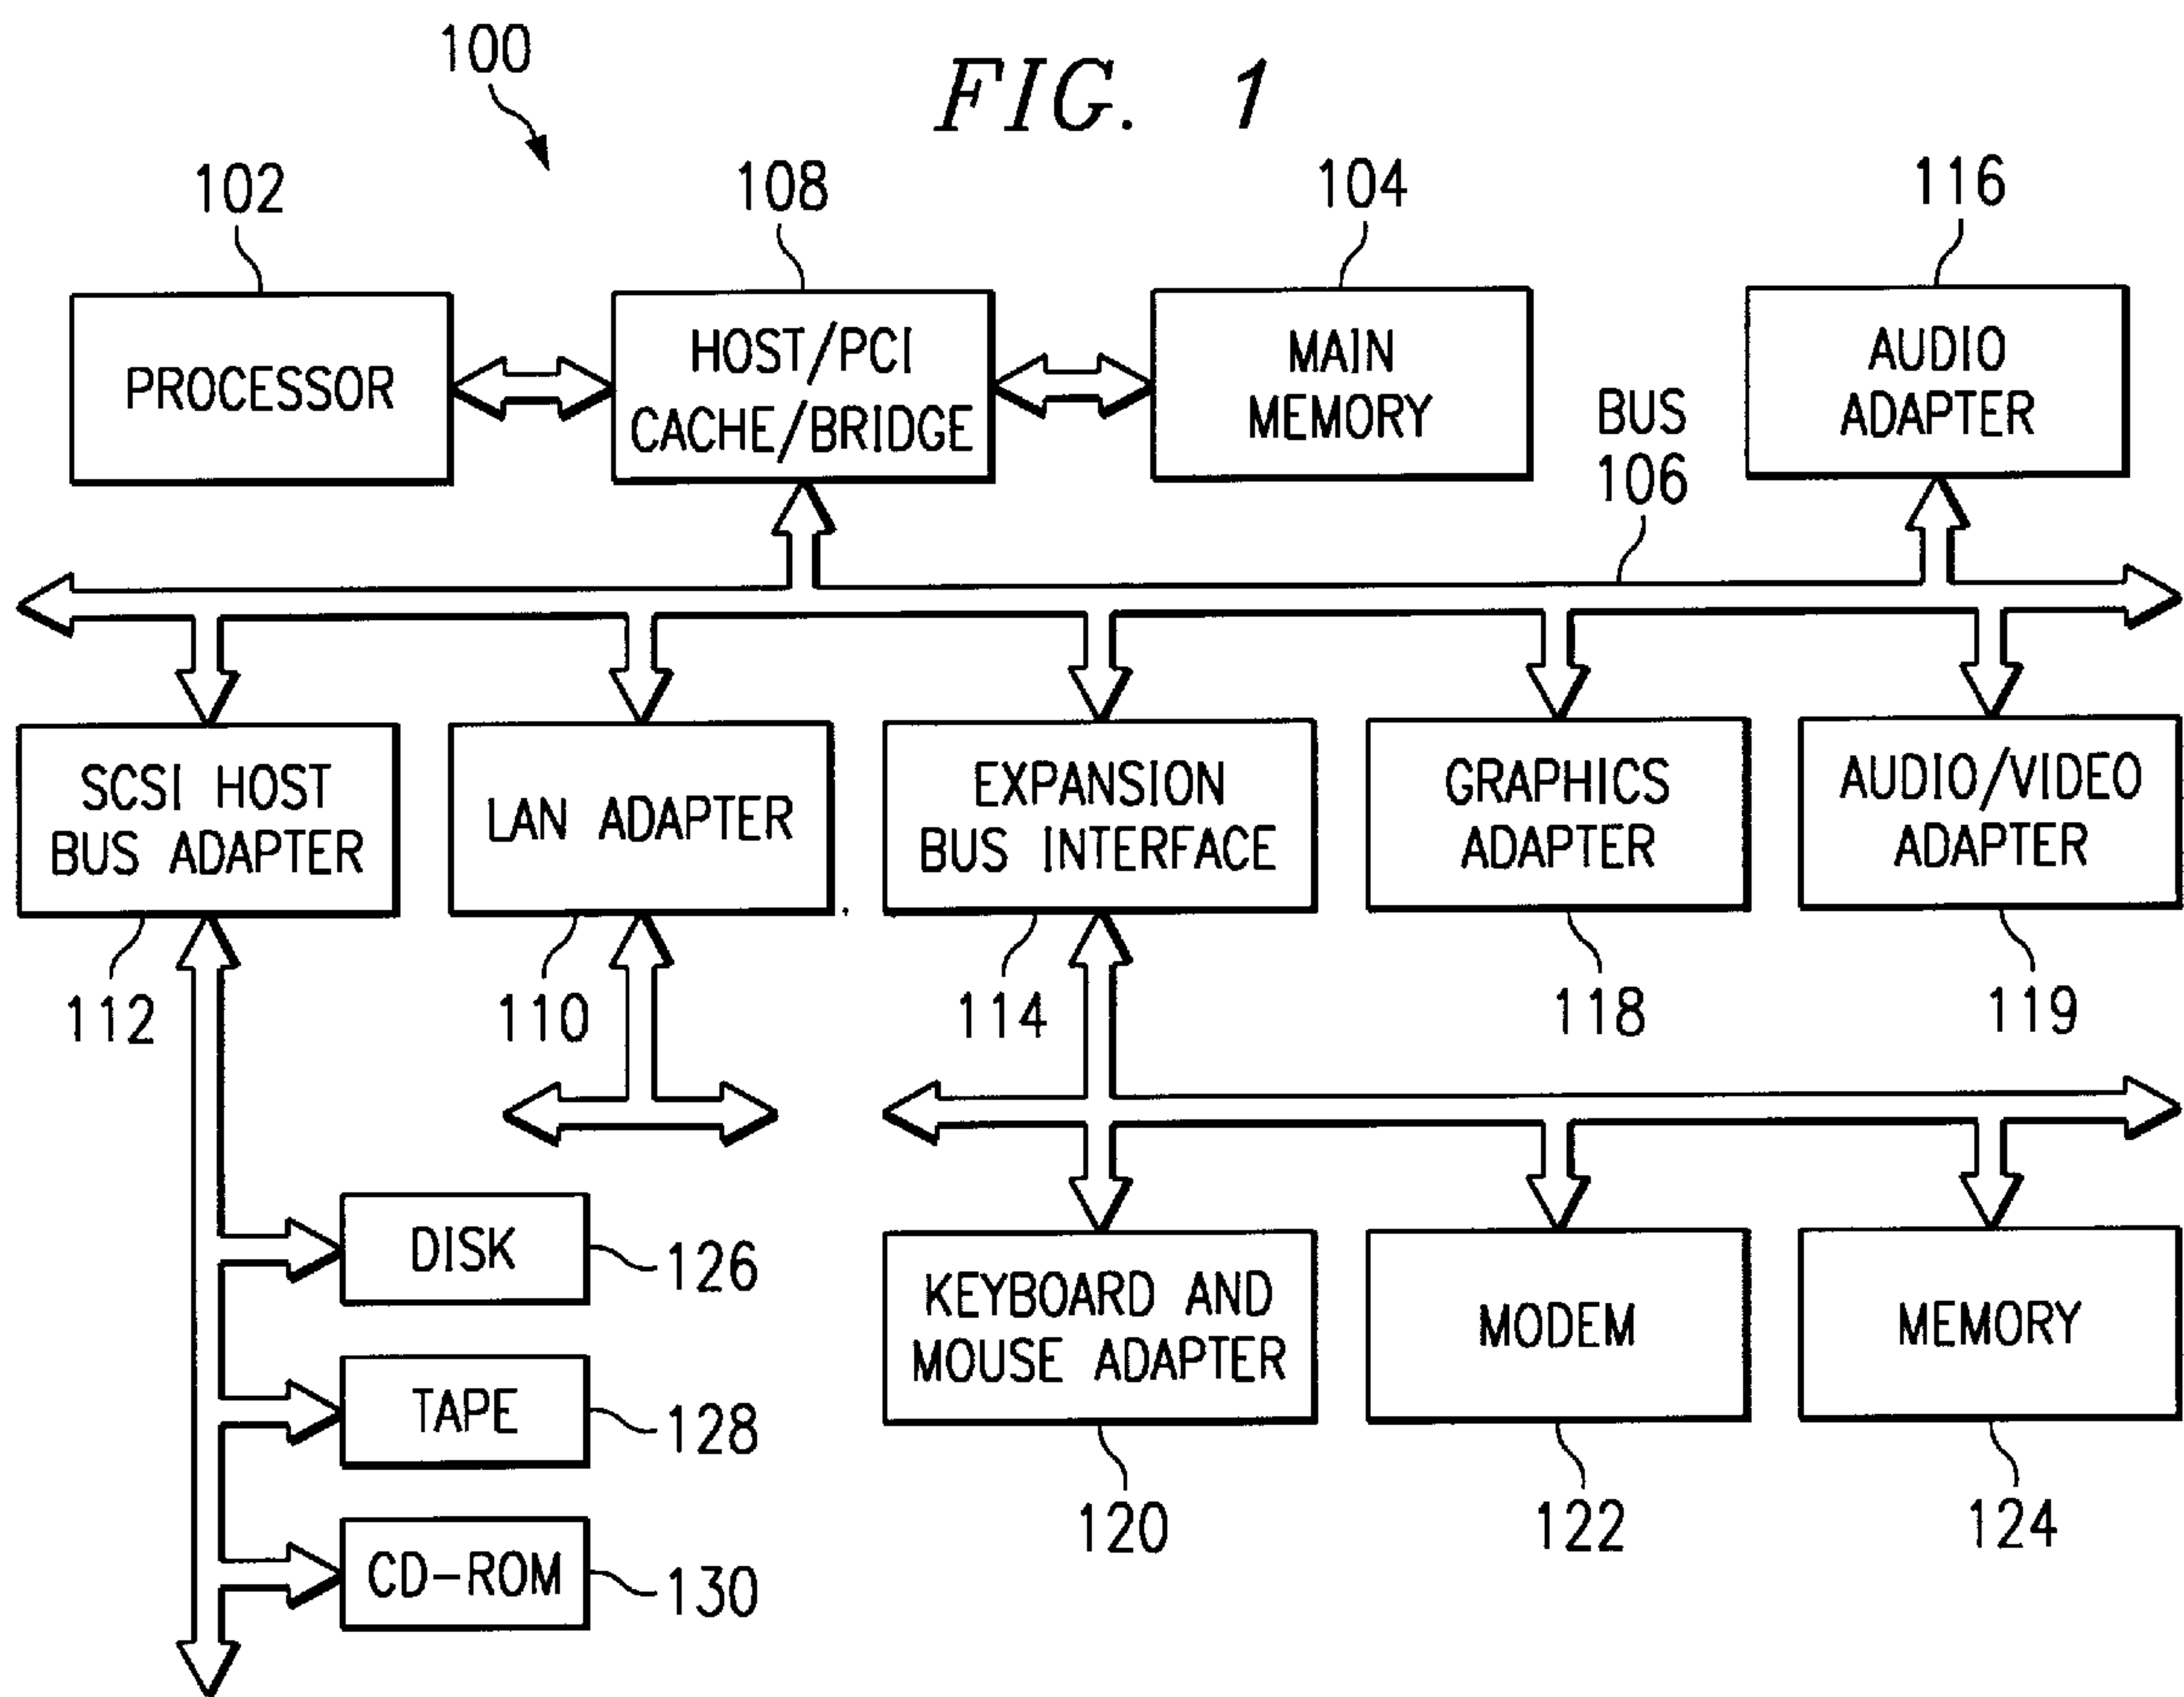 100
FIG. 1
102
108
104
116
PROCESSOR
HOST/PCI
CACHE/BRIDGE
MAIN
MEMORY
BUS
106
AUDIO
ADAPTER
SCSI HOST
BUS ADAPTER
LAN ADAPTER
EXPANSION
BUS INTERFACE
GRAPHICS
ADAPTER
AUDIO/VIDEO
ADAPTER
112
110
114
118
119
DISK
126
TAPE
128
CD-ROM
130
KEYBOARD AND
MOUSE ADAPTER
MODEM
MEMORY
120
122
124